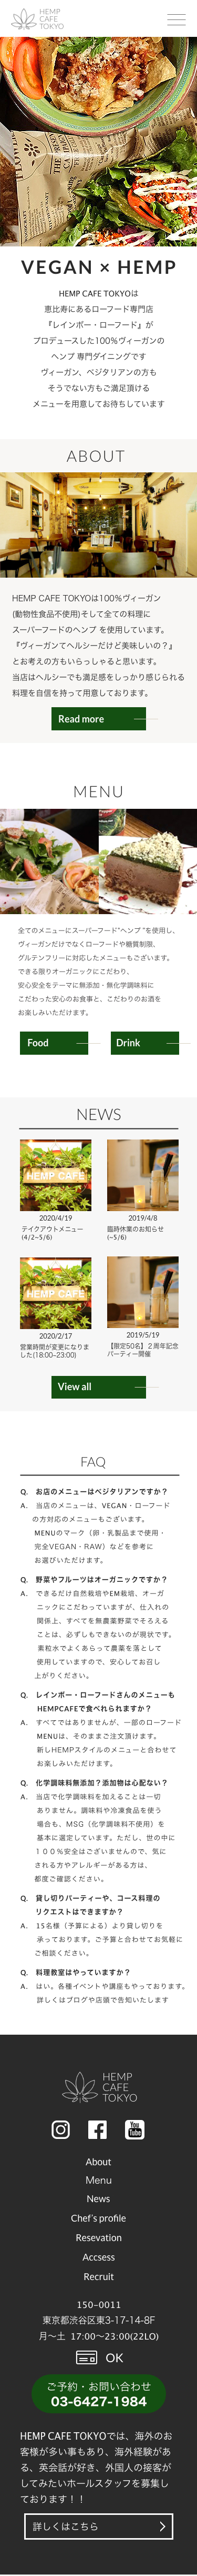 HEMP
CAFE
TOKYO
VEGAN × HEMP
HEMP CAFE TOKYOは
恵比寿にあるローフード専門店
『レインボー・ローフード』が
プロデュースした100％ヴィーガンの
ヘンプ 専門ダイニングです
ヴィーガン、ベジタリアンの方も
そうでない方もご満足頂ける
メニューを用意してお待ちしています
ABOUT
HEMP CAFE TOKYOは100％ヴィーガン
(動物性食品不使用)そして全ての料理に
スーパーフードのヘンプ を使用しています。
『ヴィーガンてヘルシーだけど美味しいの？』
とお考えの方もいらっしゃると思います。
当店はヘルシーでも満足感をしっかり感じられる
料理を自信を持って用意しております。
Read more
MENU
全てのメニューにスーパーフード”ヘンプ ”を使用し、
ヴィーガンだけでなくローフードや糖質制限、
グルテンフリーに対応したメニューもございます。
できる限りオーガニックにこだわり、
安心安全をテーマに無添加・無化学調味料に
こだわった安心のお食事と、こだわりのお酒を
お楽しみいただけます。
Food
Drink
NEWS
HEMP CAFE
2020/4/19
テイクアウトメニュー
(4/2~5/6)
2019/4/8
臨時休業のお知らせ
(~5/6)
HEMP CAFE
2020/2/17
営業時間が変更になりま
した(18:00~23:00)
2019/5/19
【限定50名】２周年記念
パーティー開催
View all
FAQ
Q. お店のメニューはベジタリアンですか？
A. 当店のメニューは、VEGAN・ローフード
の方対応のメニューもございます。
MENUのマーク（卵・乳製品まで使用・
完全VEGAN・RAW）などを参考に
お選びいただけます。
Q. 野菜やフルーツはオーガニックですか？
A. できるだけ自然栽培やEM栽培、オーガ
ニックにこだわっていますが、仕入れの
関係上、すべてを無農薬野菜でそろえる
ことは、必ずしもできないのが現状です。
素粒水でよくあらって農薬を落として
使用していますので、安心してお召し
上がりください。
Q. レインボー・ローフードさんのメニューも
HEMPCAFEで食べれられますか？
A. すべてではありませんが、一部のローフード
MENUは、そのままご注文頂けます。
新しHEMPスタイルのメニューと合わせて
お楽しみいただけます。
Q. 化学調味料無添加？添加物は心配ない？
A. 当店で化学調味料を加えることは一切
ありません。調味料や冷凍食品を使う
場合も、MSG（化学調味料不使用）を
基本に選定しています。ただし、世の中に
１００％安全はございませんので、気に
される方やアレルギーがある方は、
都度ご確認ください。
Q. 貸し切りパーティーや、コース料理の
リクエストはできますか？
A. 15名様（予算による）より貸し切りを
承っております。ご予算と合わせてお気軽に
ご相談ください。
Q. 料理教室はやっていますか？
A. はい。各種イベントや講座もやっております。
詳しくはブログや店頭で告知いたします
HEMP
CAFE
TOKYO
You
Tube
About
Menu
News
Chef's profile
Resevation
Accsess
Recruit
150-0011
東京都渋谷区東3-17-14-8F
月〜土 17:00〜23:00(22LO)
OK
ご予約・お問い合わせ
03-6427-1984
HEMP CAFE TOKYOでは、海外のお
客様が多い事もあり、海外経験があ
る、英会話が好き、外国人の接客が
してみたいホールスタッフを募集し
ております！！
詳しくはこちら